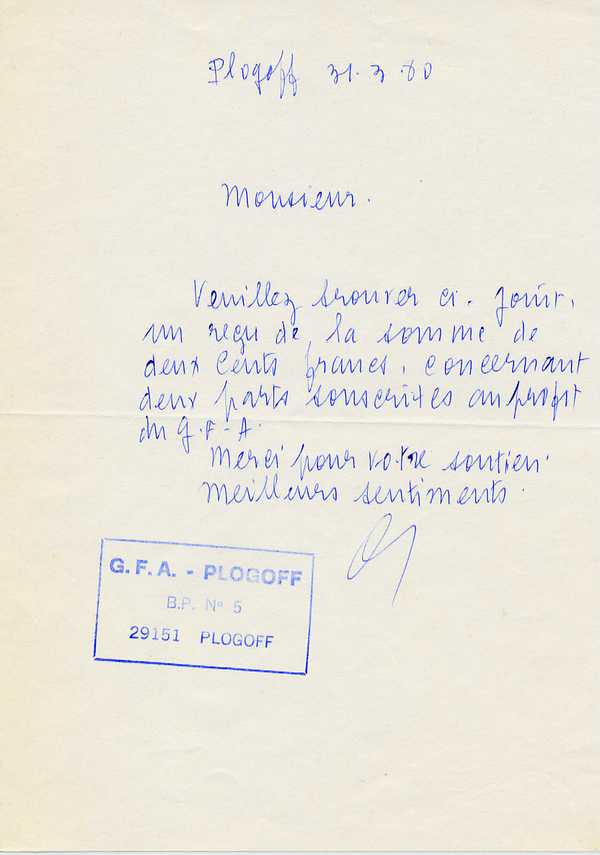 Plogoff 31.3.80
Monsieur.
Veuillez trouver ci-joint,
un reçu de la somme de
deux cents francs, concernant
deux parts souscrites au profit
du G.F-A.
Merci pour votre soutien.
Meilleurs sentiments.
G.F.A. - PLOGOFF
B.P. N° 5
29151 PLOGOFF